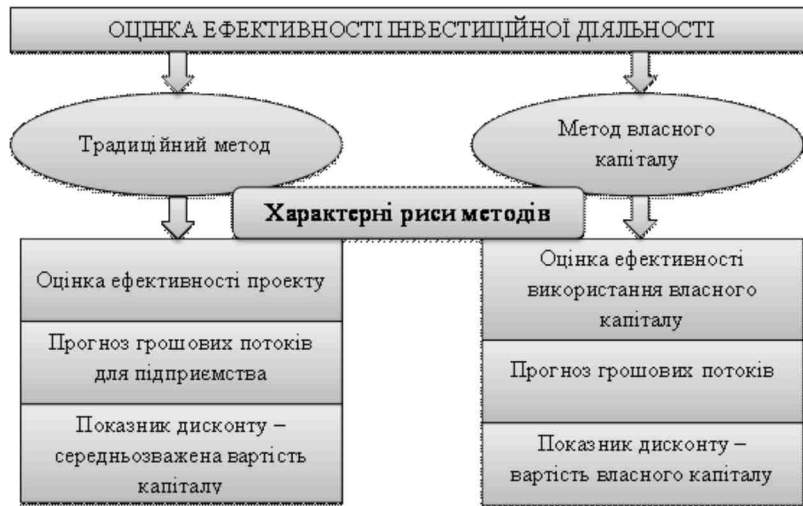 ОЦІНКА ЕФЕКТИВНОСТІ ІНВЕСТИЦІЙНОЇ ДІЯЛЬНОСТІ
Традиційний метод
Метод власного
капіталу
Характерні риси методів
Оцінка ефективності проекту
Прогноз грошових потоків
для підприємства
Показник дисконту –
середньозважена вартість
капіталу
Оцінка ефективності
використання власного
капіталу
Прогноз грошових потоків
Показник дисконту –
вартість власного капіталу